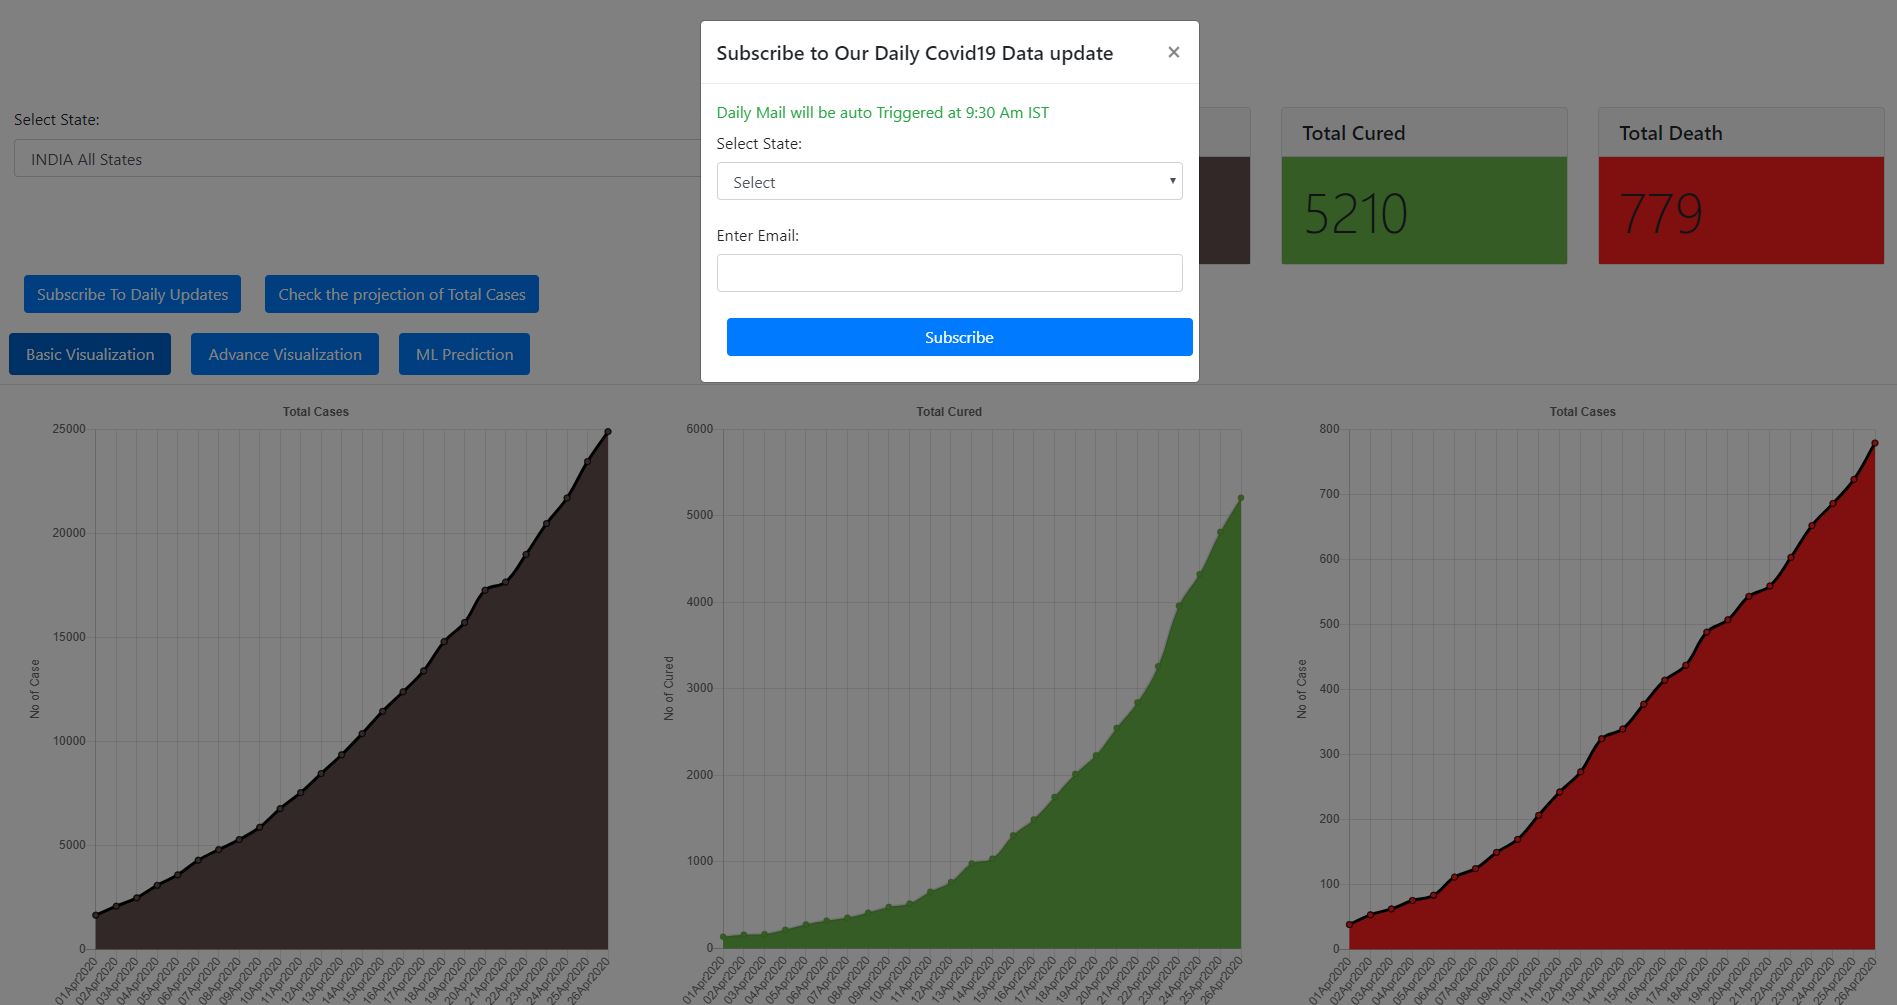 Subscribe to Our Daily Covid19 Data update
×
Daily Mail will be auto Triggered at 9:30 Am IST
Select State:
Select
Enter Email:
Subscribe
Select State:
INDIA All States
Total Cured
5210
Total Death
779
Subscribe To Daily Updates
Check the projection of Total Cases
Basic Visualization
Advance Visualization
ML Prediction
Total Cases
25000
20000
15000
10000
5000
0
No of Case
01Apr2020
02Apr2020
03Apr2020
04Apr2020
05Apr2020
06Apr2020
07Apr2020
08Apr2020
09Apr2020
10Apr2020
11Apr2020
12Apr2020
13Apr2020
14Apr2020
15Apr2020
16Apr2020
17Apr2020
18Apr2020
19Apr2020
20Apr2020
21Apr2020
22Apr2020
23Apr2020
24Apr2020
25Apr2020
26Apr2020
Total Cured
6000
5000
4000
3000
2000
1000
0
No of Cured
01Apr2020
02Apr2020
03Apr2020
04Apr2020
05Apr2020
06Apr2020
07Apr2020
08Apr2020
09Apr2020
10Apr2020
11Apr2020
12Apr2020
13Apr2020
14Apr2020
15Apr2020
16Apr2020
17Apr2020
18Apr2020
19Apr2020
20Apr2020
21Apr2020
22Apr2020
23Apr2020
24Apr2020
25Apr2020
26Apr2020
Total Cases
800
700
600
500
400
300
200
100
0
No of Case
01Apr2020
02Apr2020
03Apr2020
04Apr2020
05Apr2020
06Apr2020
07Apr2020
08Apr2020
09Apr2020
10Apr2020
11Apr2020
12Apr2020
13Apr2020
14Apr2020
15Apr2020
16Apr2020
17Apr2020
18Apr2020
19Apr2020
20Apr2020
21Apr2020
22Apr2020
23Apr2020
24Apr2020
25Apr2020
26Apr2020